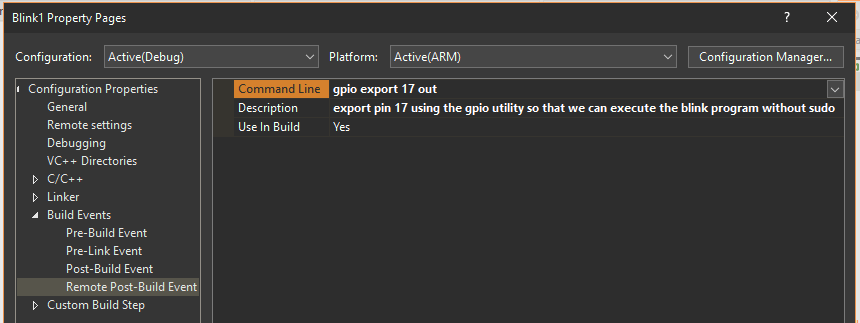 Blink1 Property Pages
? ×
Configuration: Active(Debug) Platform: Active(ARM) Configuration Manager...
Configuration Properties
General
Remote settings
Debugging
VC++ Directories
C/C++
Linker
Build Events
Pre-Build Event
Pre-Link Event
Post-Build Event
Remote Post-Build Event
Custom Build Step
Command Line gpio export 17 out
Description export pin 17 using the gpio utility so that we can execute the blink program without sudo
Use In Build Yes